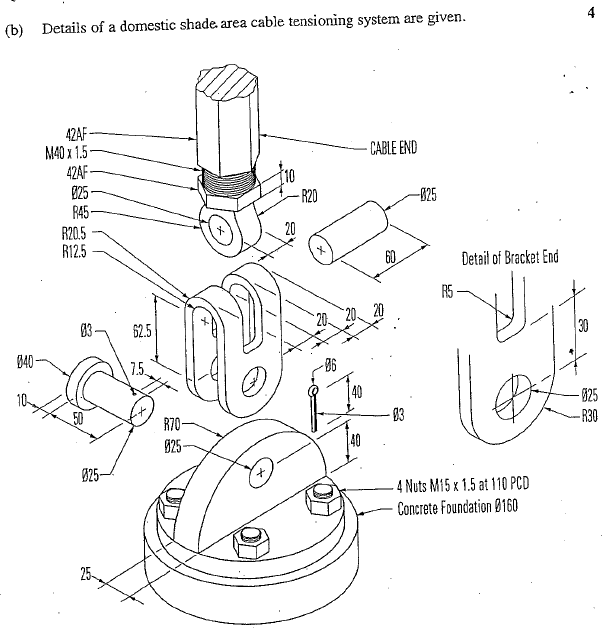 4
(b) Details of a domestic shade area cable tensioning system are given.
42AF
M40 x 1.5
42AF
Ø25
R45
R20.5
R12.5
CABLE END
10
R20
20
Ø25
60
Detail of Bracket End
R5
30
Ø25
R30
62.5
20
20
20
Ø3
7.5
Ø40
10
50
Ø25
Ø6
40
Ø3
40
R70
Ø25
4 Nuts M15 x 1.5 at 110 PCD
Concrete Foundation Ø160
25